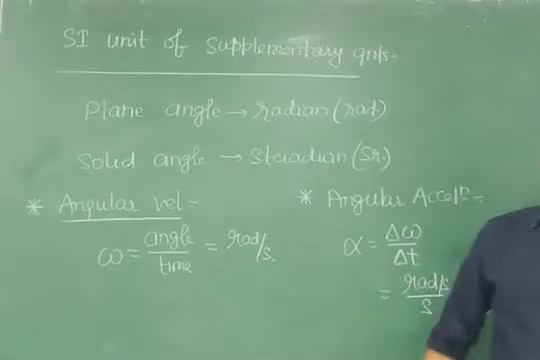 SI unit of Supplementary qnts-
Plane angle → radian (rad)
Solid angle → Steradian (Sr.)
* Angular Vel -
ω = angle / time = rad/s.
* Angular Acceln -
α = Δω / Δt
= rad/s / s